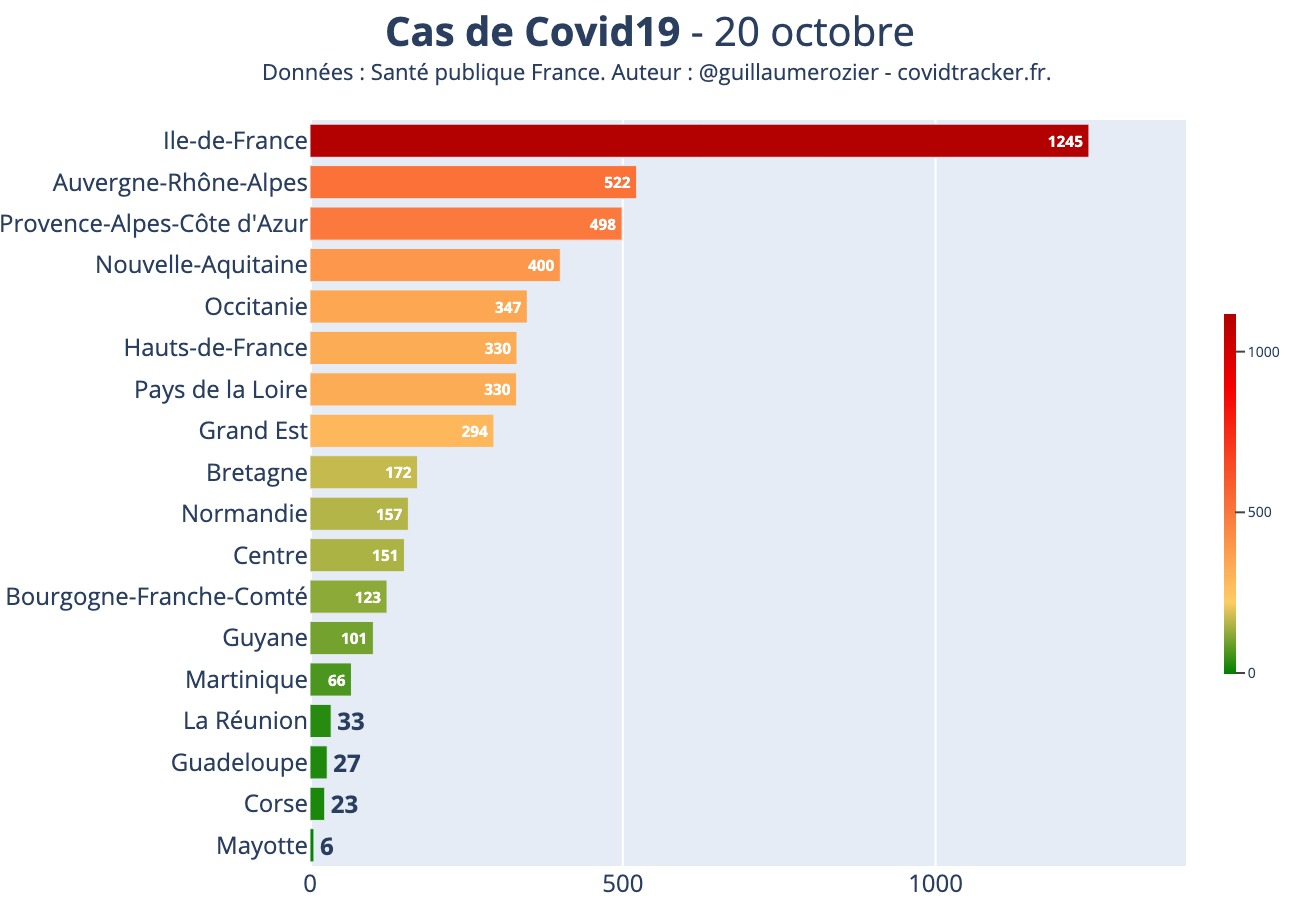 Cas de Covid19 - 20 octobre
Données : Santé publique France. Auteur : @guillaumerozier - covidtracker.fr.
Ile-de-France 1245
Auvergne-Rhône-Alpes 522
Provence-Alpes-Côte d'Azur 498
Nouvelle-Aquitaine 400
Occitanie 347
Hauts-de-France 330
Pays de la Loire 330
Grand Est 294
Bretagne 172
Normandie 157
Centre 151
Bourgogne-Franche-Comté 123
Guyane 101
Martinique 66
La Réunion 33
Guadeloupe 27
Corse 23
Mayotte 6
0 500 1000
1000
500
0